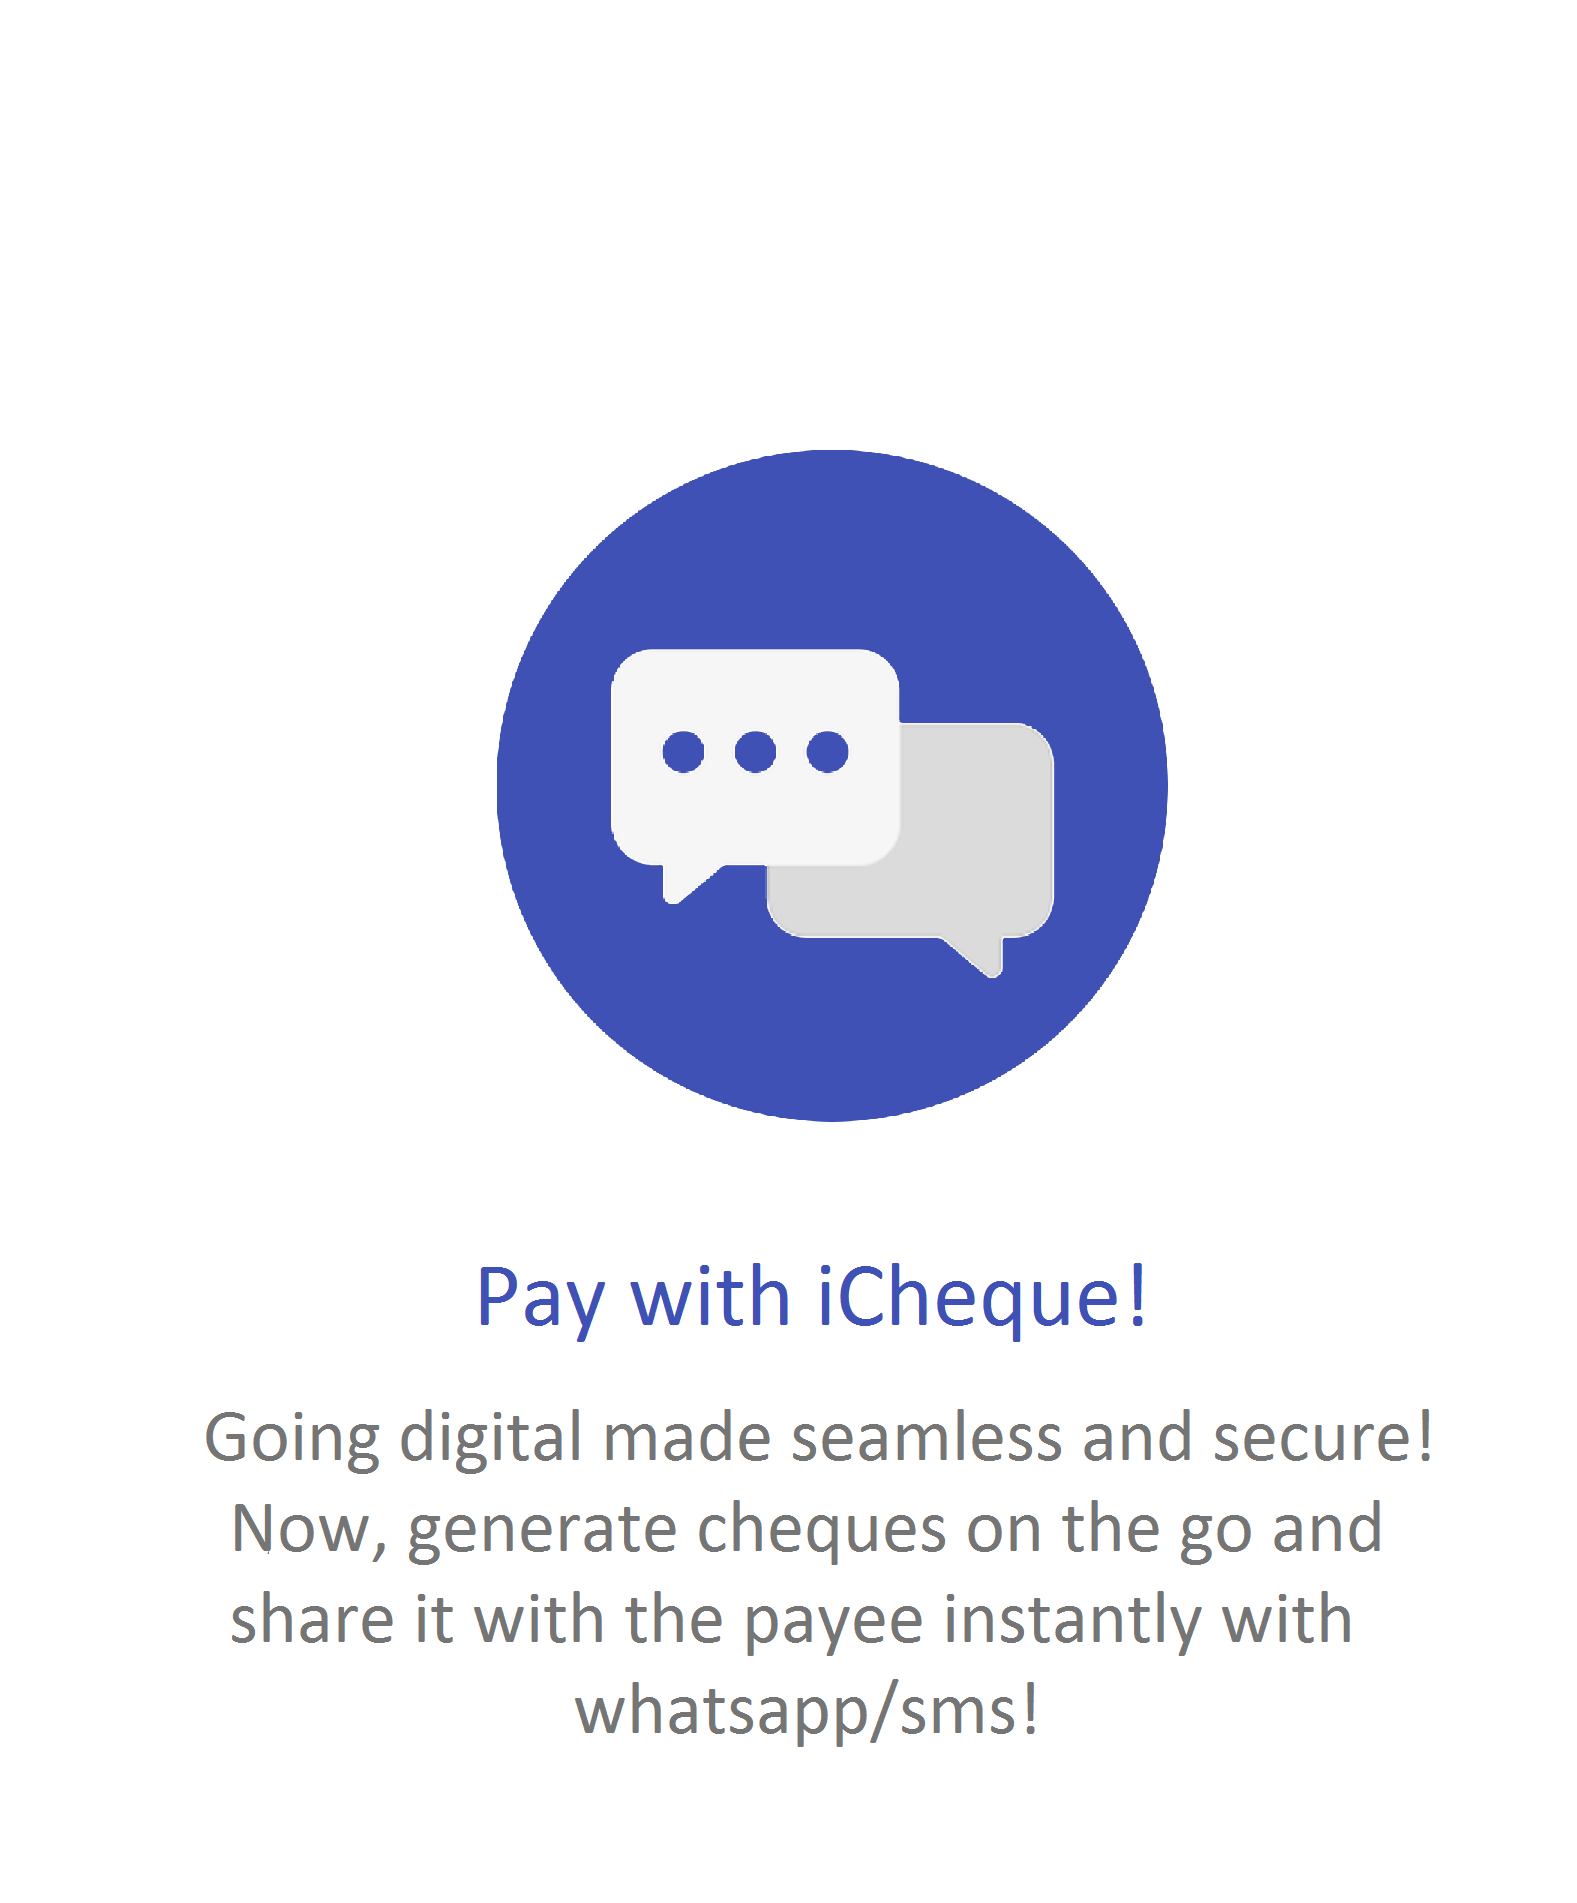 Pay with iCheque!
Going digital made seamless and secure!
Now, generate cheques on the go and
share it with the payee instantly with
whatsapp/sms!